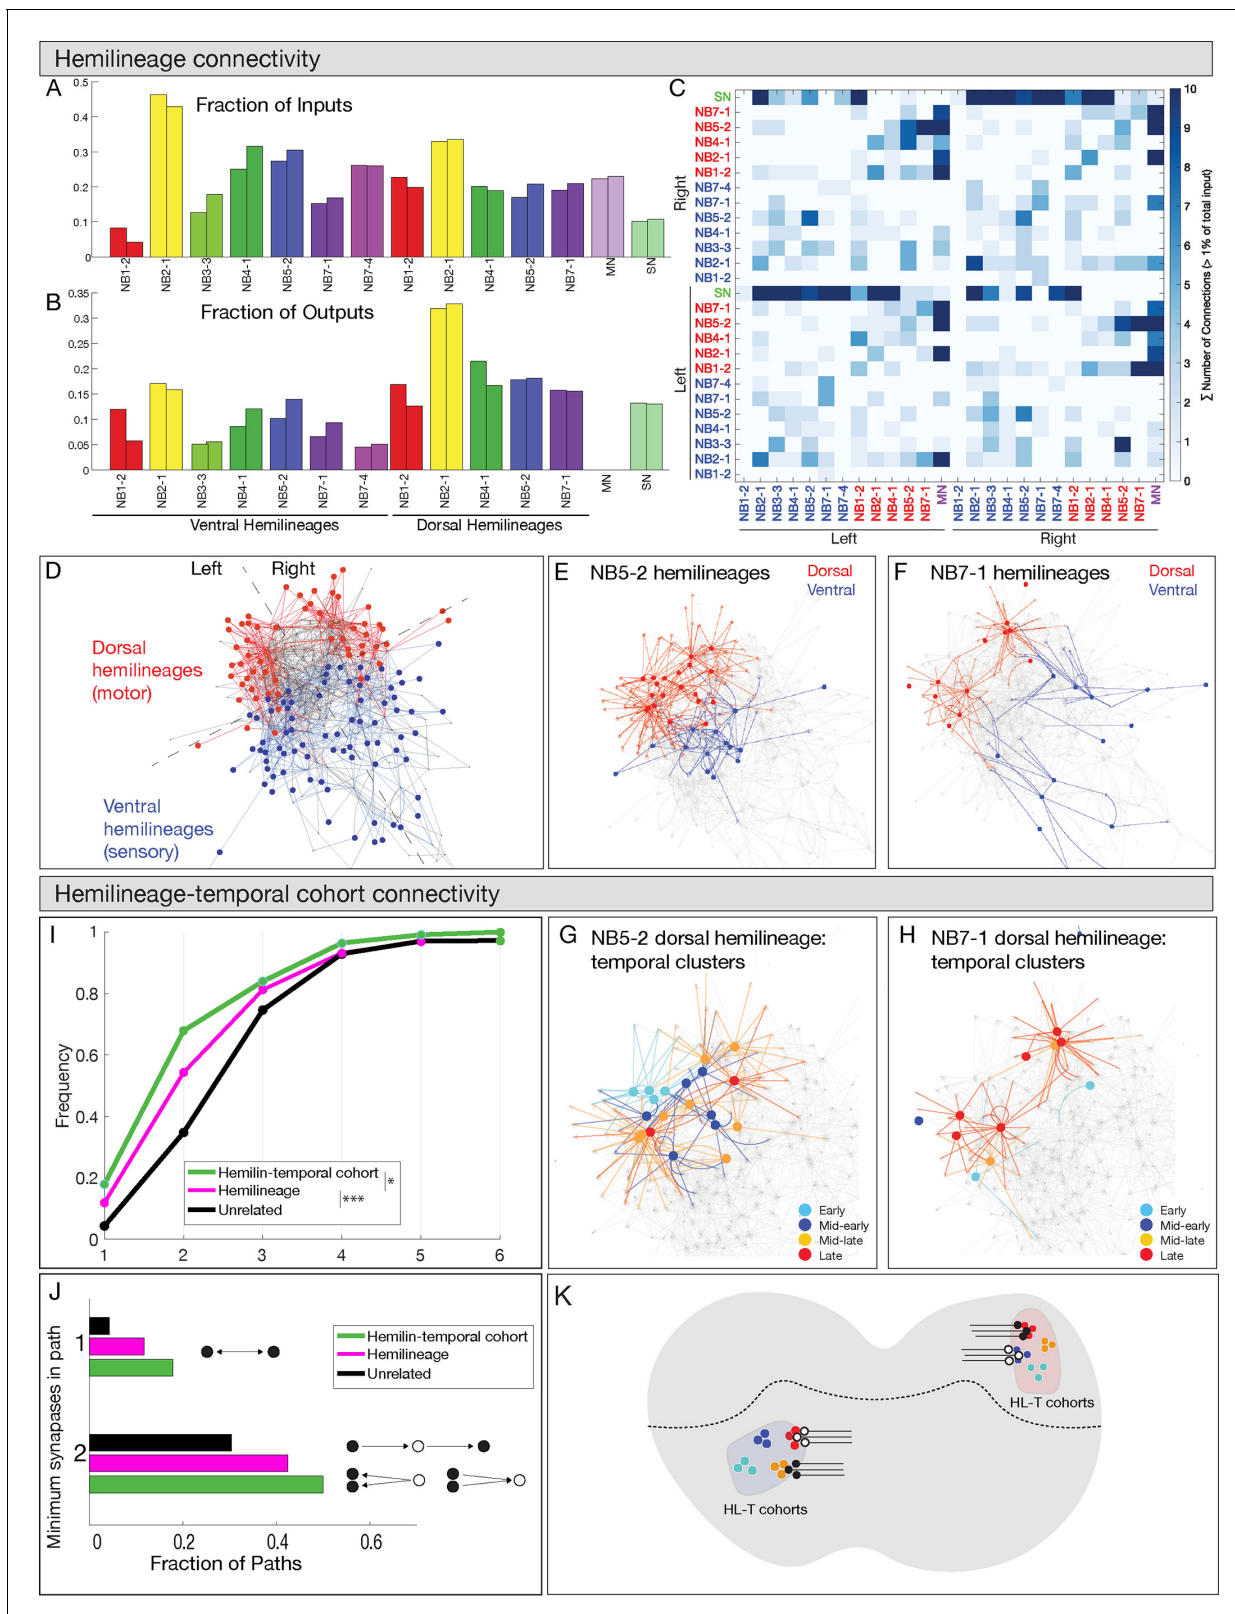 Hemilineage connectivity
A
Fraction of Inputs
0.5
0.4
0.3
0.2
0.1
0
NB1-2
NB2-1
NB3-3
NB4-1
NB5-2
NB7-1
NB7-4
NB1-2
NB2-1
NB4-1
NB5-2
NB7-1
MN
SN
B
Fraction of Outputs
0.35
0.3
0.25
0.2
0.15
0.1
0.05
0
NB1-2
NB2-1
NB3-3
NB4-1
NB5-2
NB7-1
NB7-4
NB1-2
NB2-1
NB4-1
NB5-2
NB7-1
MN
SN
Ventral Hemilineages
Dorsal Hemilineages
C
Right
SN
NB7-1
NB5-2
NB4-1
NB2-1
NB1-2
NB7-4
NB7-1
NB5-2
NB4-1
NB3-3
NB2-1
NB1-2
Left
SN
NB7-1
NB5-2
NB4-1
NB2-1
NB1-2
NB7-4
NB7-1
NB5-2
NB4-1
NB3-3
NB2-1
NB1-2
NB1-2
NB2-1
NB3-3
NB4-1
NB5-2
NB7-1
NB7-4
NB1-2
NB2-1
NB4-1
NB5-2
NB7-1
MN
NB1-2
NB2-1
NB3-3
NB4-1
NB5-2
NB7-1
NB7-4
NB1-2
NB2-1
NB4-1
NB5-2
NB7-1
MN
Left
Right
10
9
8
7
6
5
4
3
2
1
0
∑ Number of Connections (> 1% of total input)
D
Left
Right
Dorsal
hemilineages
(motor)
Ventral
hemilineages
(sensory)
E
NB5-2 hemilineages
Dorsal
Ventral
F
NB7-1 hemilineages
Dorsal
Ventral
Hemilineage-temporal cohort connectivity
I
Frequency
1
0.8
0.6
0.4
0.2
0
1
2
3
4
5
6
Hemilin-temporal cohort
Hemilineage
Unrelated
*
***
G
NB5-2 dorsal hemilineage:
temporal clusters
Early
Mid-early
Mid-late
Late
H
NB7-1 dorsal hemilineage:
temporal clusters
Early
Mid-early
Mid-late
Late
J
Minimum synapases in path
1
2
Hemilin-temporal cohort
Hemilineage
Unrelated
0
0.2
0.4
0.6
Fraction of Paths
K
HL-T cohorts
HL-T cohorts